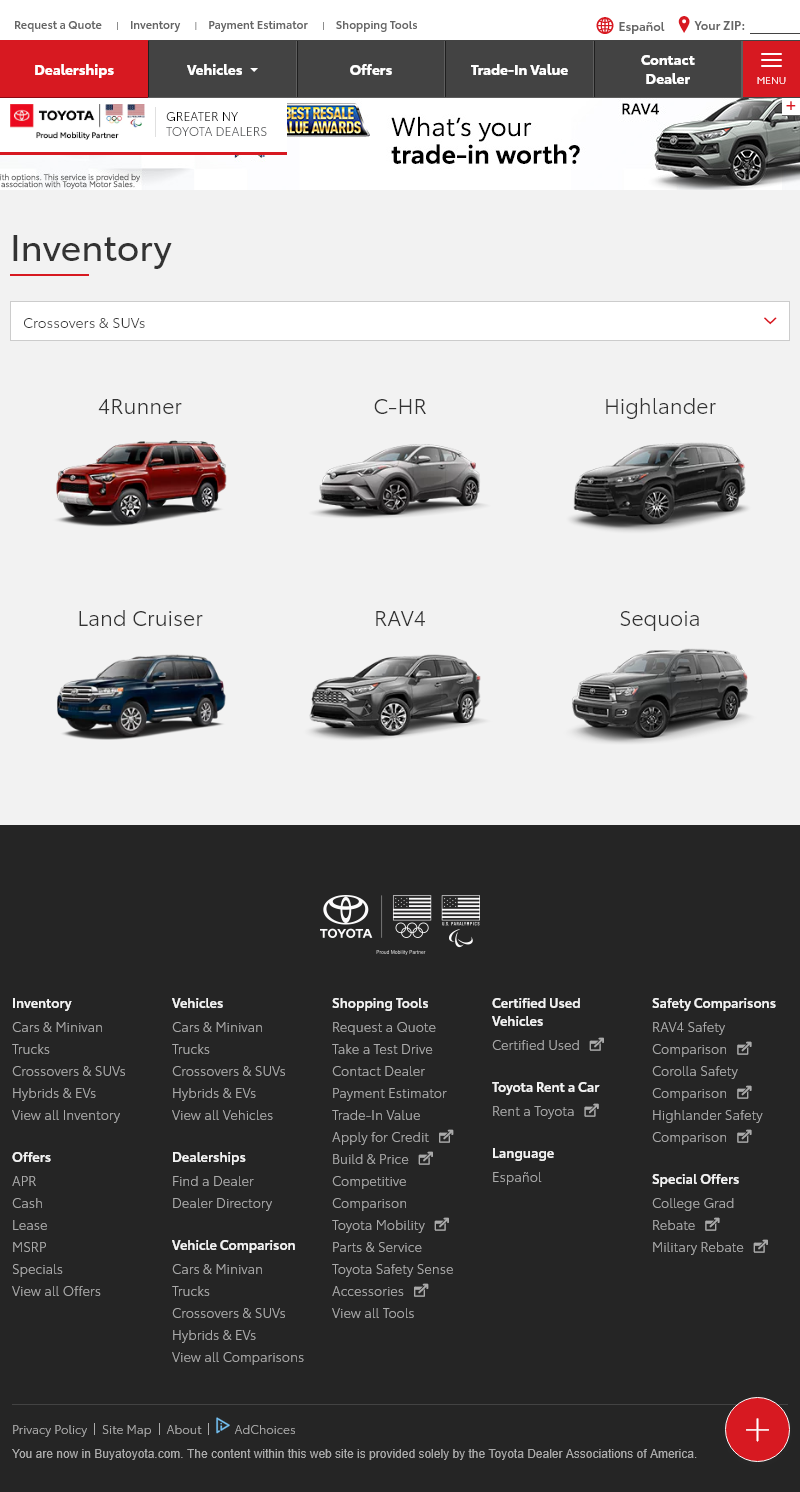 Request a Quote | Inventory | Payment Estimator | Shopping Tools
Español Your ZIP:
Dealerships Vehicles Offers Trade-In Value Contact Dealer MENU
TOYOTA
Proud Mobility Partner
GREATER NY
TOYOTA DEALERS
BEST RESALE
LUE AWARDS
What's your
trade-in worth?
RAV4
ith options. This service is provided by
association with Toyota Motor Sales.
Inventory
Crossovers & SUVs
4Runner C-HR Highlander
Land Cruiser RAV4 Sequoia
TOYOTA
U.S. PARALYMPICS
Proud Mobility Partner
Inventory
Cars & Minivan
Trucks
Crossovers & SUVs
Hybrids & EVs
View all Inventory
Offers
APR
Cash
Lease
MSRP
Specials
View all Offers
Vehicles
Cars & Minivan
Trucks
Crossovers & SUVs
Hybrids & EVs
View all Vehicles
Dealerships
Find a Dealer
Dealer Directory
Vehicle Comparison
Cars & Minivan
Trucks
Crossovers & SUVs
Hybrids & EVs
View all Comparisons
Shopping Tools
Request a Quote
Take a Test Drive
Contact Dealer
Payment Estimator
Trade-In Value
Apply for Credit
Build & Price
Competitive
Comparison
Toyota Mobility
Parts & Service
Toyota Safety Sense
Accessories
View all Tools
Certified Used
Vehicles
Certified Used
Toyota Rent a Car
Rent a Toyota
Language
Español
Safety Comparisons
RAV4 Safety
Comparison
Corolla Safety
Comparison
Highlander Safety
Comparison
Special Offers
College Grad
Rebate
Military Rebate
Privacy Policy | Site Map | About | AdChoices
You are now in Buyatoyota.com. The content within this web site is provided solely by the Toyota Dealer Associations of America.